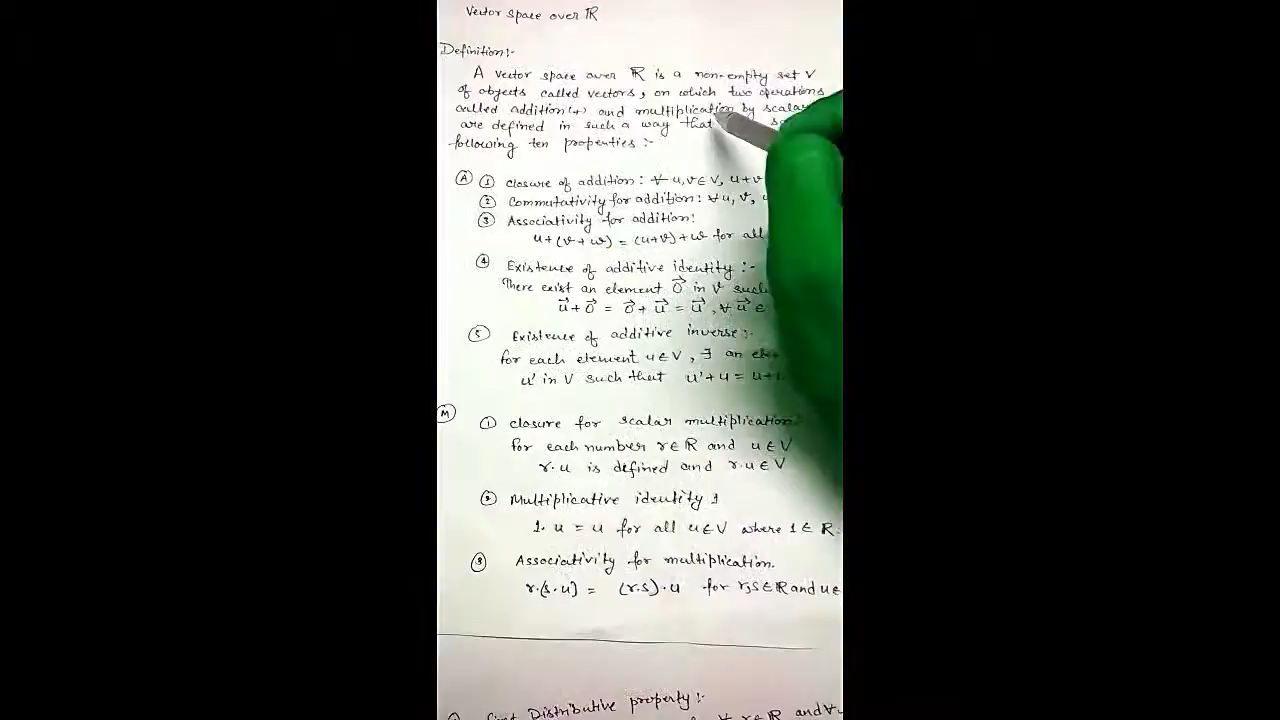 Vector space over ℝ
Definition:-
A vector space over ℝ is a non-empty set V
of objects called vectors, on which two operations
called addition(+) and multiplication by scalar
are defined in such a way that
following ten properties :-
Ⓐ ① closure of addition: ∀ u,v∈V, u+v
② Commutativity for addition: ∀u, v,
③ Associativity for addition:
u+(v+w) = (u+v)+w for all
④ Existence of additive identity :-
There exist an element 0⃗ in V such
u⃗+0⃗ = 0⃗+u⃗ = u⃗, ∀ u⃗ ∈
⑤ Existence of additive inverse:-
for each element u∈V, ∃ an
u' in V such that u'+u = u+
Ⓜ ① closure for scalar multiplication:
for each number r∈ℝ and u∈V
r.u is defined and r.u∈V
② Multiplicative identity 1
1.u = u for all u∈V where 1∈ℝ.
③ Associativity for multiplication.
r.(s.u) = (r.s).u for r,s∈ℝ and u∈
first Distributive property:-
r∈ℝ and ∀